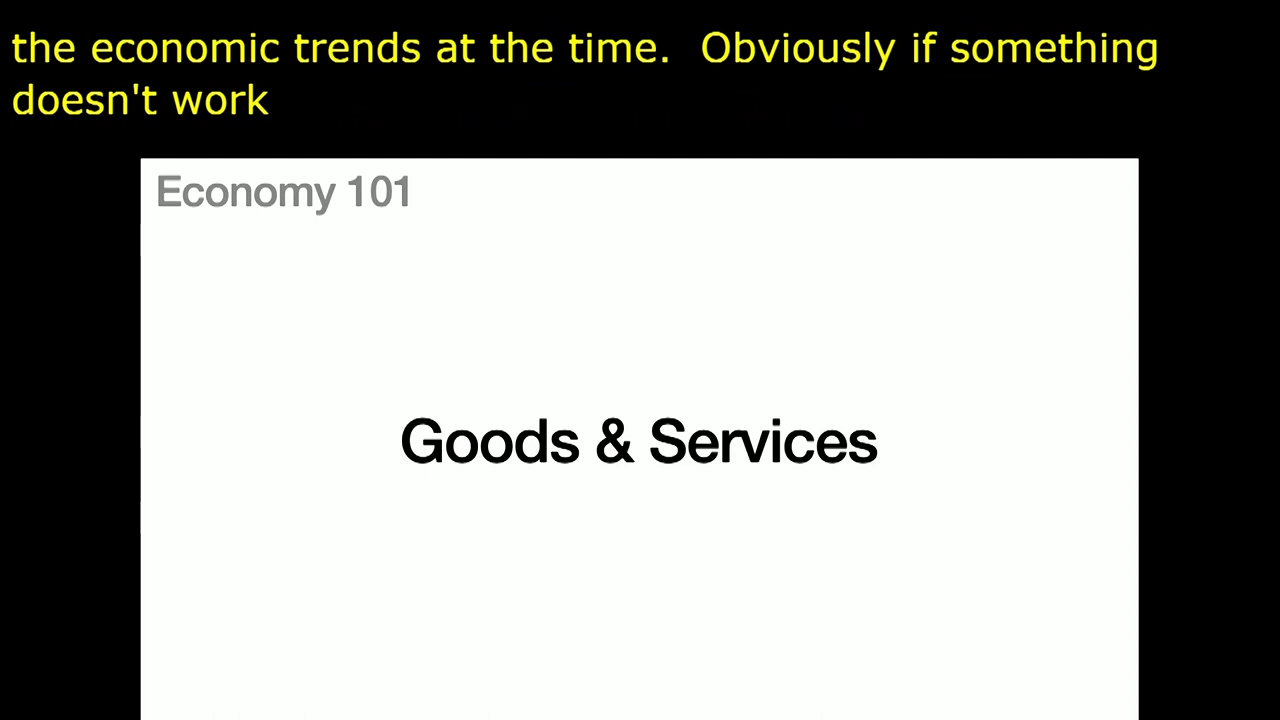 the economic trends at the time.  Obviously if something
doesn't work
Economy 101
Goods & Services